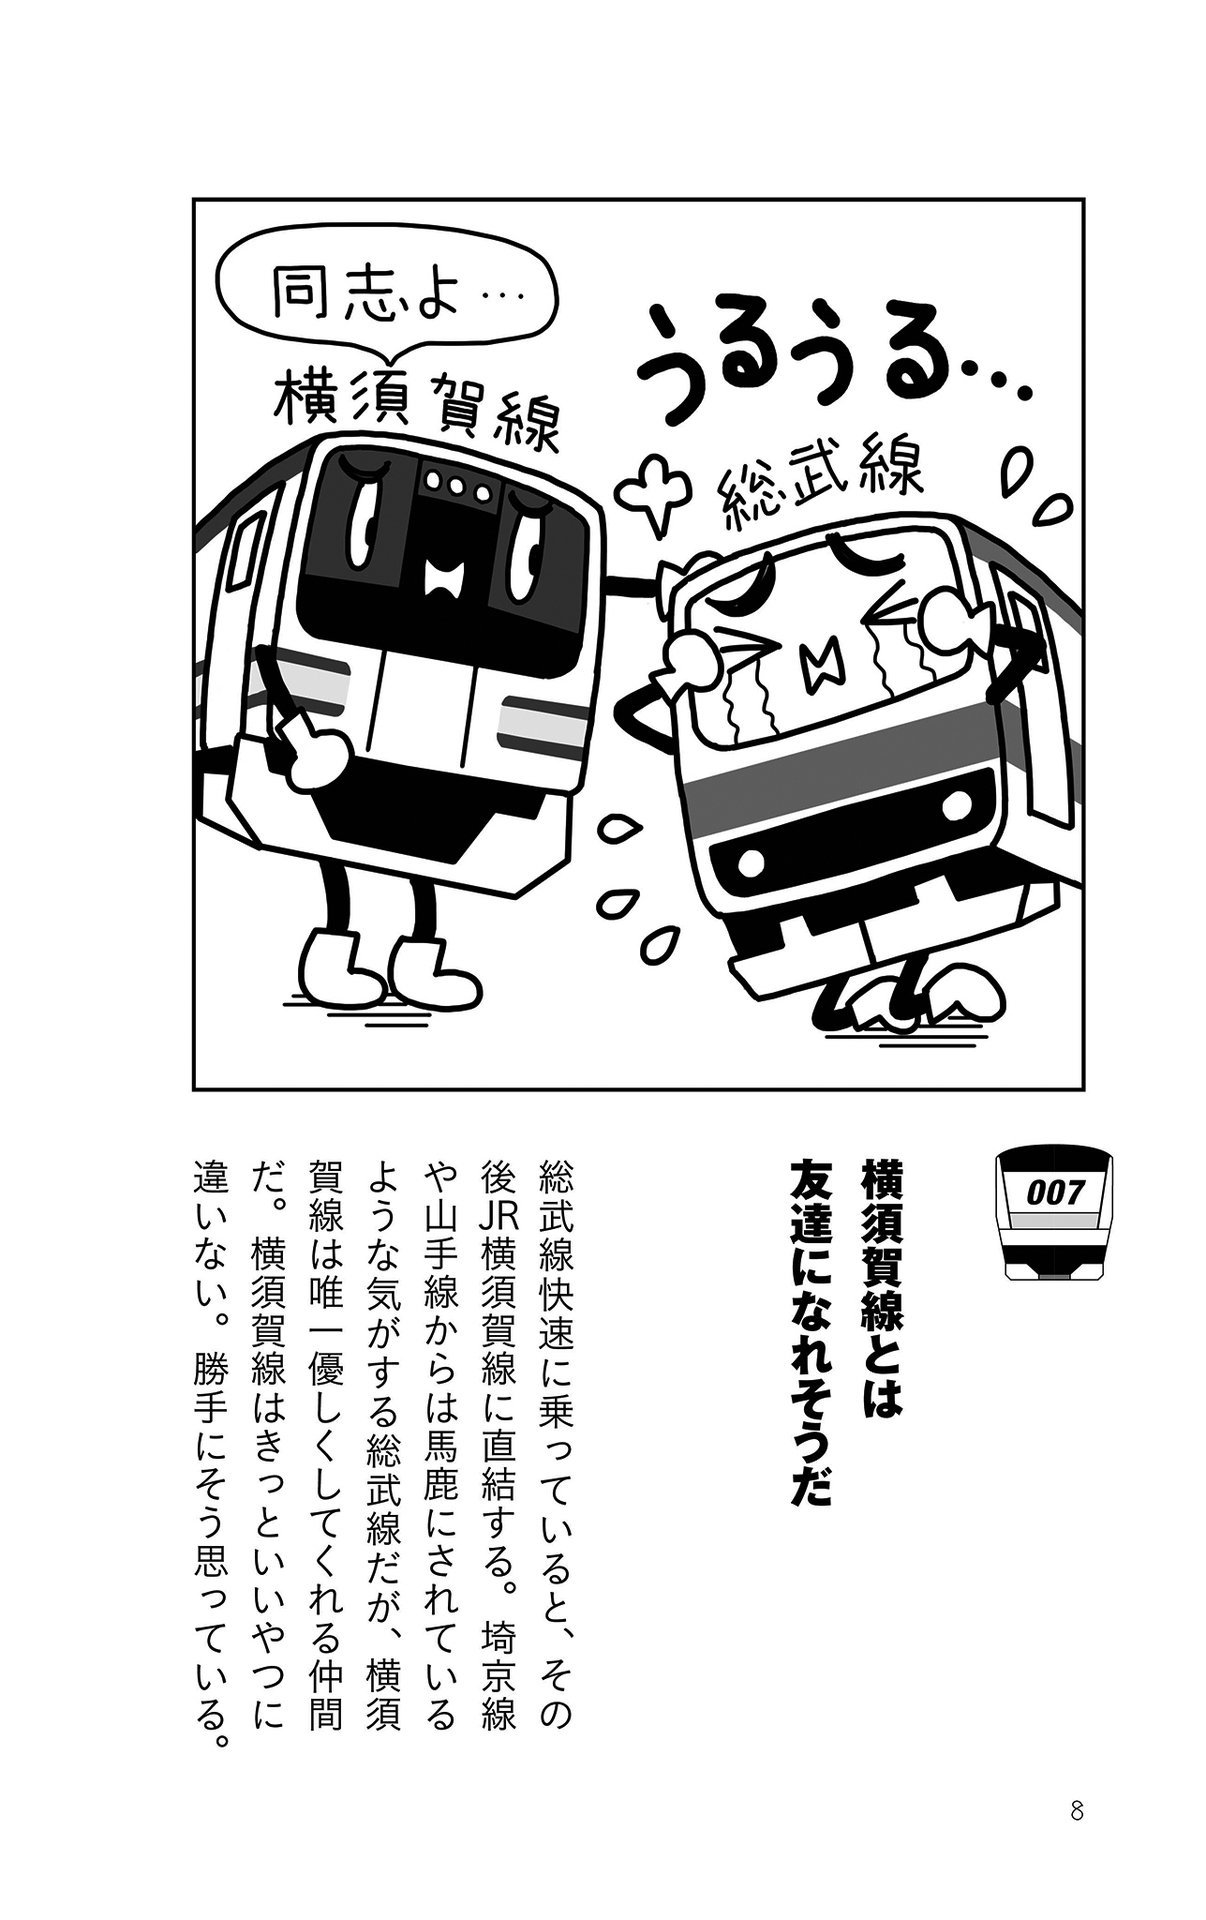 同志よ…
横須賀線
うるうる…
総武線
007
横須賀線とは
友達になれそうだ
総武線快速に乗っていると、その
後JR横須賀線に直結する。埼京線
や山手線からは馬鹿にされている
ような気がする総武線だが、横須
賀線は唯一優しくしてくれる仲間
だ。横須賀線はきっといいやつに
違いない。勝手にそう思っている。
8